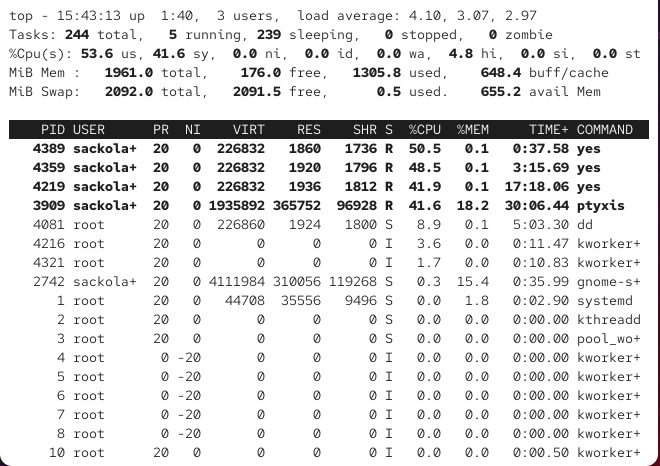 top - 15:43:13 up  1:40,  3 users,  load average: 4.10, 3.07, 2.97
Tasks: 244 total,   5 running, 239 sleeping,   0 stopped,   0 zombie
%Cpu(s): 53.6 us, 41.6 sy,  0.0 ni,  0.0 id,  0.0 wa,  4.8 hi,  0.0 si,  0.0 st
MiB Mem :   1961.0 total,    176.0 free,   1305.8 used,    648.4 buff/cache
MiB Swap:   2092.0 total,   2091.5 free,      0.5 used.    655.2 avail Mem
PID USER      PR  NI    VIRT    RES    SHR S  %CPU  %MEM     TIME+ COMMAND
4389 sackola+  20   0  226832   1860   1736 R  50.5   0.1   0:37.58 yes
4359 sackola+  20   0  226832   1920   1796 R  48.5   0.1   3:15.69 yes
4219 sackola+  20   0  226832   1936   1812 R  41.9   0.1  17:18.06 yes
3909 sackola+  20   0 1935892 365752  96928 R  41.6  18.2  30:06.44 ptyxis
4081 root      20   0  226860   1924   1800 S   8.9   0.1   5:03.30 dd
4216 root      20   0       0      0      0 I   3.6   0.0   0:11.47 kworker+
4321 root      20   0       0      0      0 I   1.7   0.0   0:10.83 kworker+
2742 sackola+  20   0 4111984 310056 119268 S   0.3  15.4   0:35.99 gnome-s+
1 root      20   0   44708  35556   9496 S   0.0   1.8   0:02.90 systemd
2 root      20   0       0      0      0 S   0.0   0.0   0:00.00 kthreadd
3 root      20   0       0      0      0 S   0.0   0.0   0:00.00 pool_wo+
4 root       0 -20       0      0      0 I   0.0   0.0   0:00.00 kworker+
5 root       0 -20       0      0      0 I   0.0   0.0   0:00.00 kworker+
6 root       0 -20       0      0      0 I   0.0   0.0   0:00.00 kworker+
7 root       0 -20       0      0      0 I   0.0   0.0   0:00.00 kworker+
8 root       0 -20       0      0      0 I   0.0   0.0   0:00.00 kworker+
10 root      20   0       0      0      0 I   0.0   0.0   0:00.50 kworker+